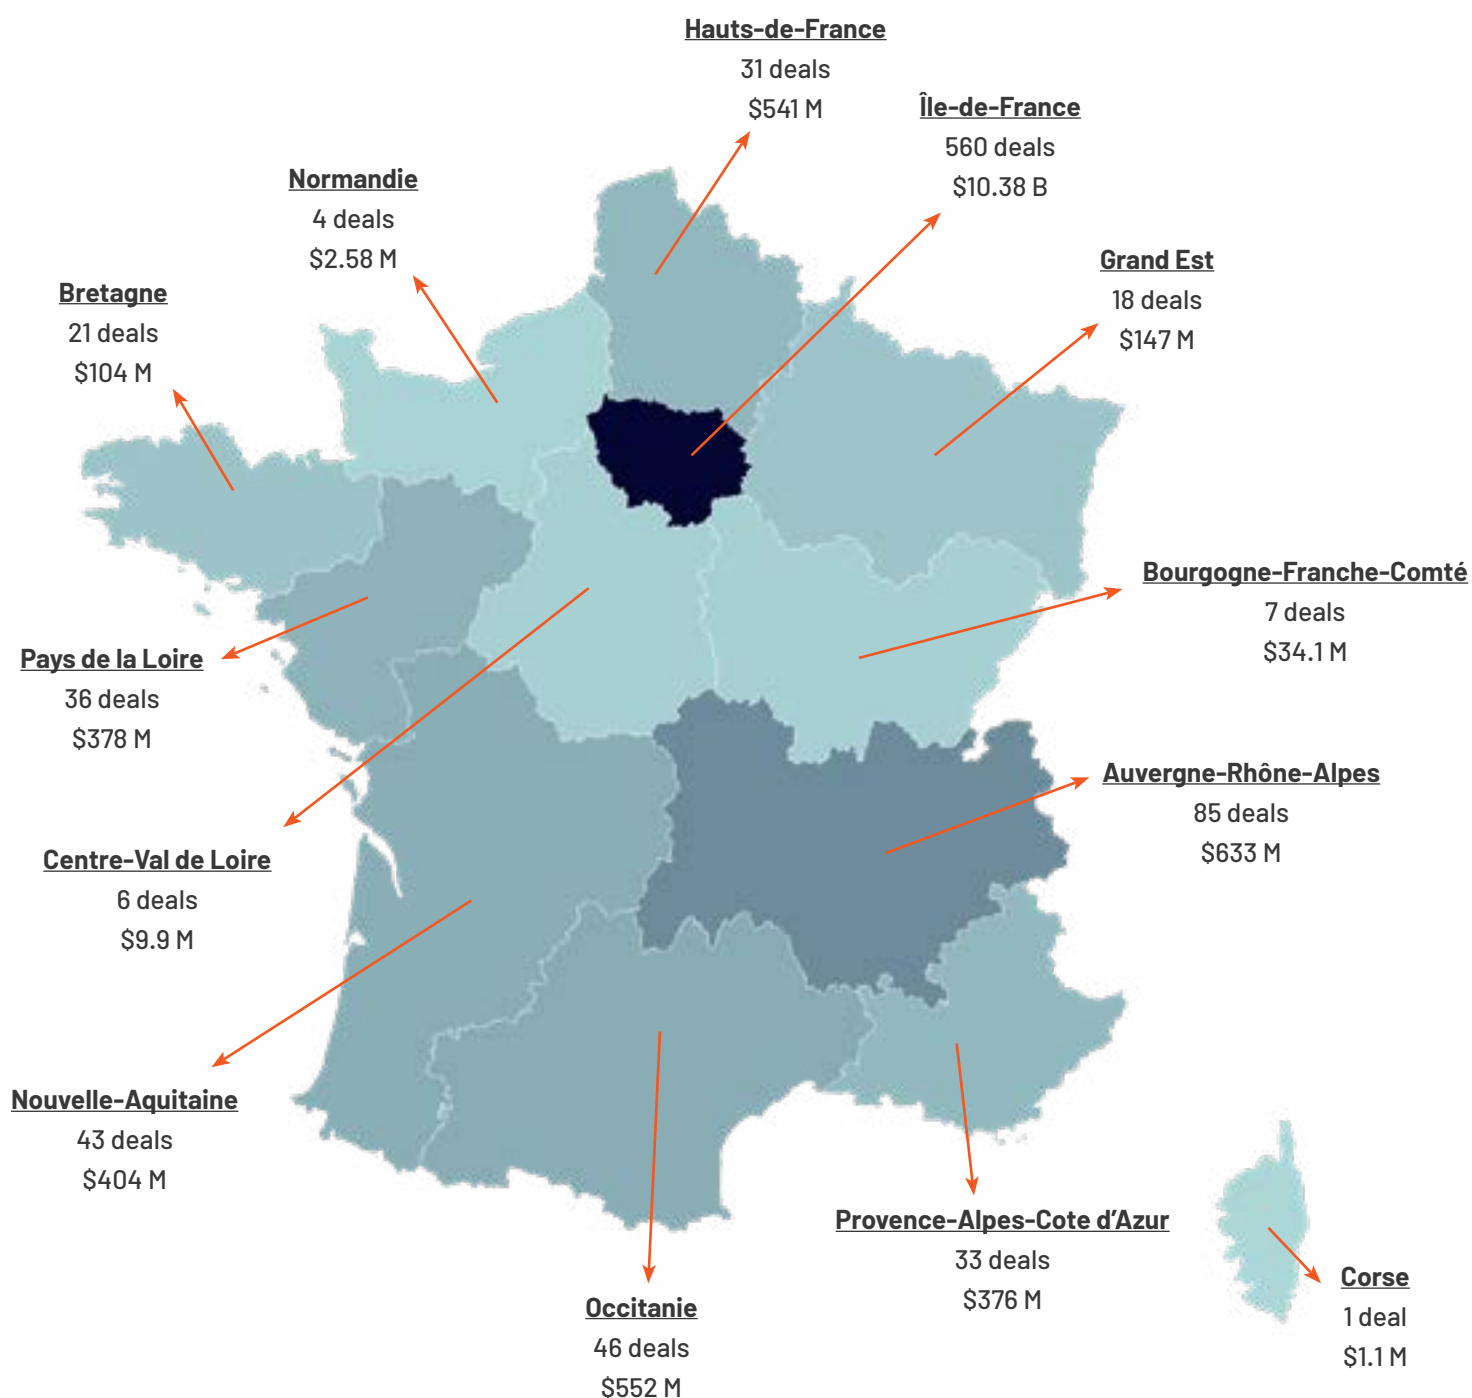 Hauts-de-France
31 deals
$541 M
Île-de-France
560 deals
$10.38 B
Normandie
4 deals
$2.58 M
Grand Est
18 deals
$147 M
Bretagne
21 deals
$104 M
Bourgogne-Franche-Comté
7 deals
$34.1 M
Pays de la Loire
36 deals
$378 M
Auvergne-Rhône-Alpes
85 deals
$633 M
Centre-Val de Loire
6 deals
$9.9 M
Nouvelle-Aquitaine
43 deals
$404 M
Provence-Alpes-Cote d'Azur
33 deals
$376 M
Corse
1 deal
$1.1 M
Occitanie
46 deals
$552 M